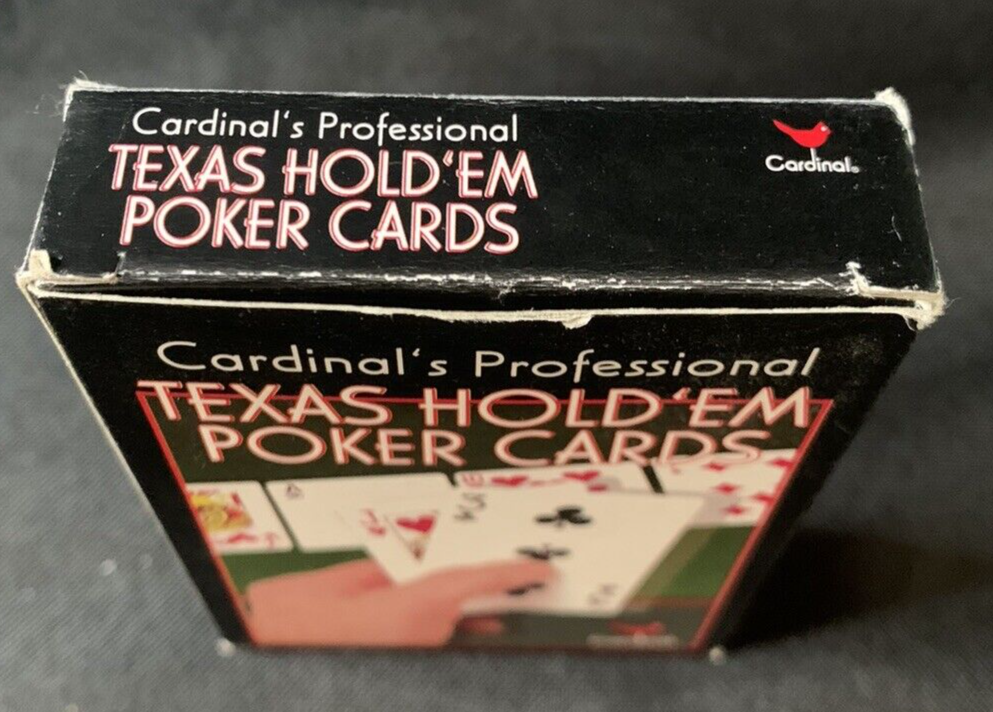 Cardinal's Professional
TEXAS HOLD'EM
POKER CARDS
Cardinal®
Cardinal's Professional
TEXAS HOLD'EM
POKER CARDS
J